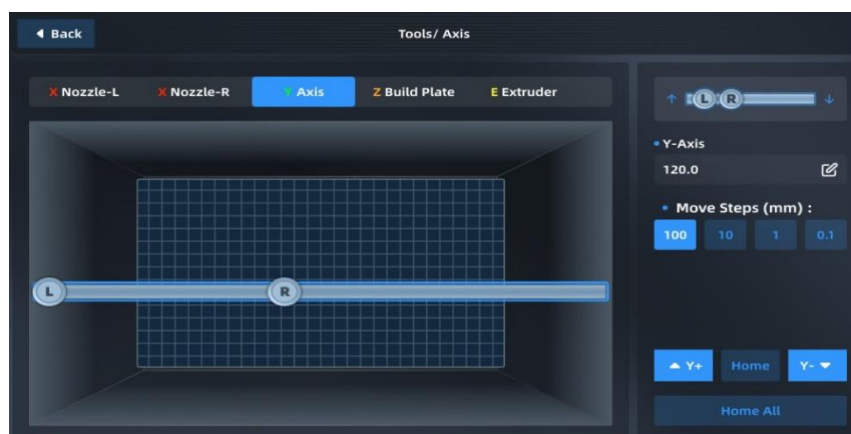 Back
Tools/ Axis
X Nozzle-L
X Nozzle-R
Y Axis
Z Build Plate
E Extruder
L R
Y-Axis
120.0
Move Steps (mm) :
100 10 1 0.1
L R
Y+ Home Y-
Home All